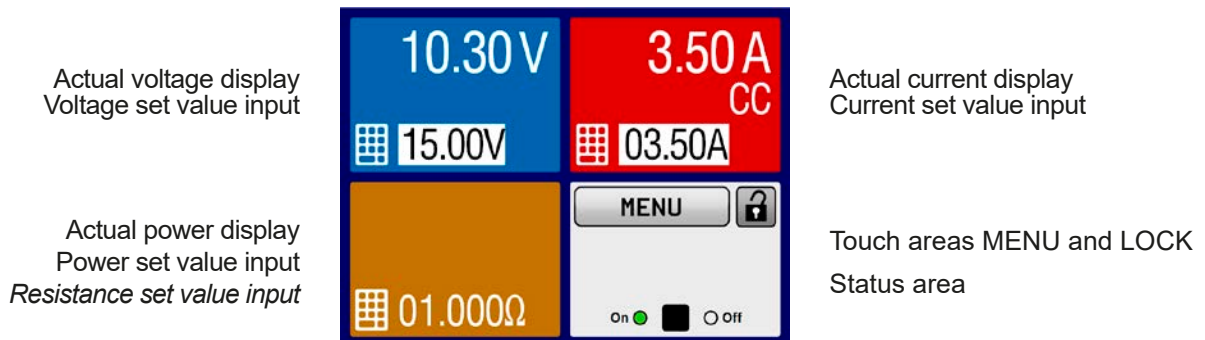 Actual voltage display
Voltage set value input
10.30 V
15.00V
3.50 A
CC
03.50A
Actual current display
Current set value input
Actual power display
Power set value input
Resistance set value input
01.000Ω
MENU
On
Off
Touch areas MENU and LOCK
Status area